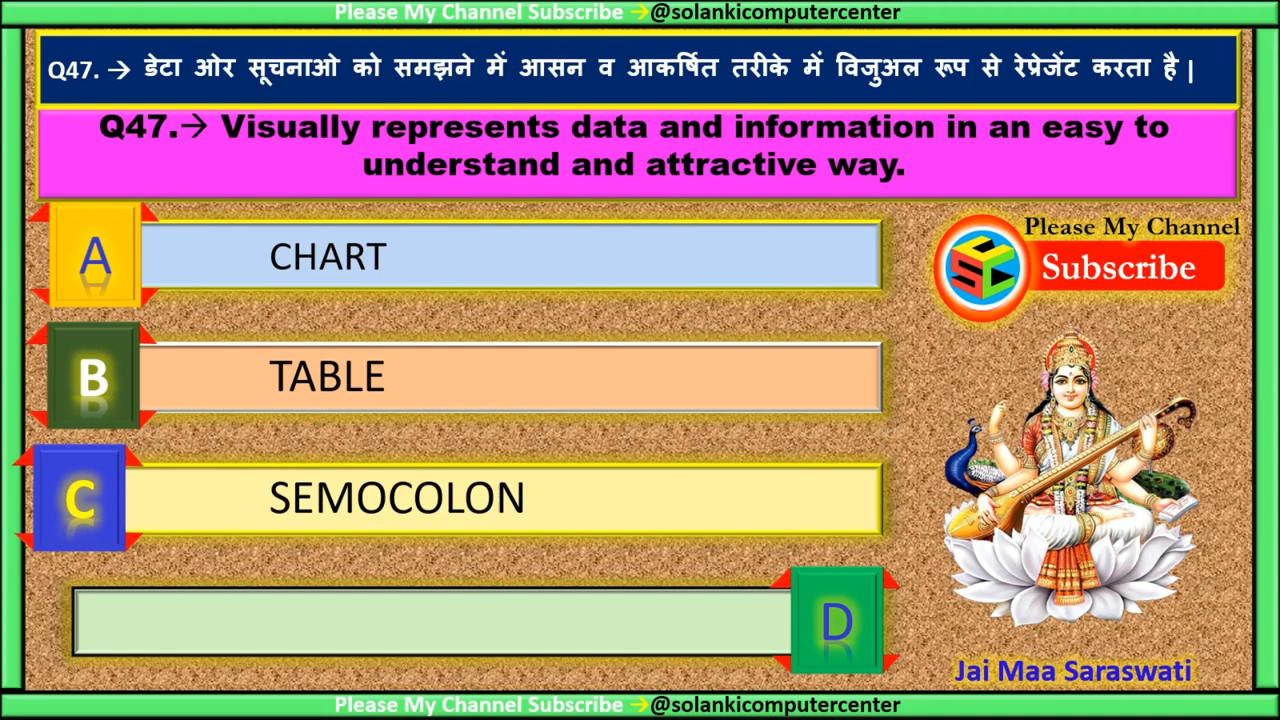 Please My Channel Subscribe →@solankicomputercenter
Q47. → डेटा ओर सूचनाओ को समझने में आसन व आकर्षित तरीके में विजुअल रूप से रेप्रेजेंट करता है |
Q47.→ Visually represents data and information in an easy to
understand and attractive way.
A CHART
Please My Channel
Subscribe
SCC
B TABLE
C SEMOCOLON
D
Jai Maa Saraswati
Please My Channel Subscribe →@solankicomputercenter